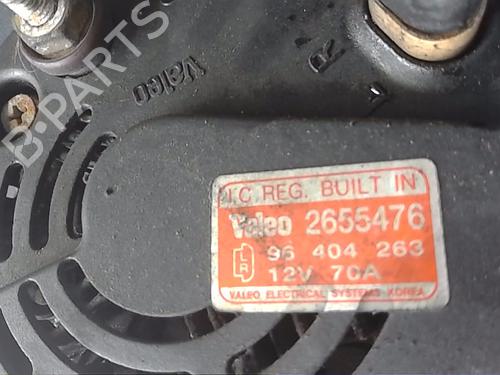 B-PARTS
Valeo
R
L
I.C REG. BUILT IN
Valeo 2655476
L
R
96 404 263
12V 70A
VALEO ELECTRICAL SYSTEMS KOREA